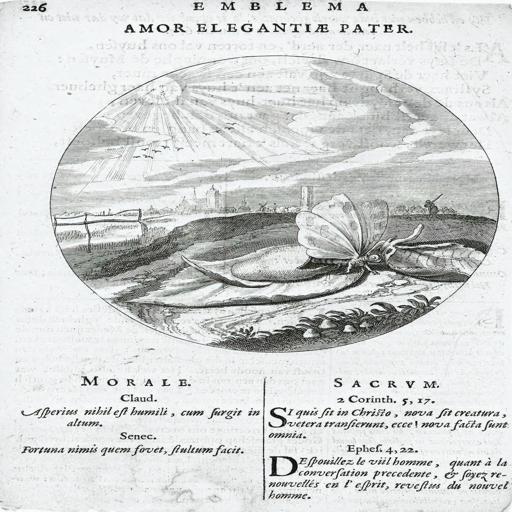 226
EMBLEMA
AMOR ELEGANTIÆ PATER.
MORALE.
Claud.
Asperius nihil est humili, cum surgit in
altum.
Senec.
Fortuna nimis quem fovet, stultum facit.
SACRVM.
2 Corinth. 5, 17.
SI quis sit in Christo, nova sit creatura,
vetera transierunt, ecce! nova facta sunt
omnia.
Ephes. 4, 22.
DEspouillez le viil homme, quant à la
conversation precedente, & soyez re-
nouvellés en l'esprit, revestus du nouvel
homme.